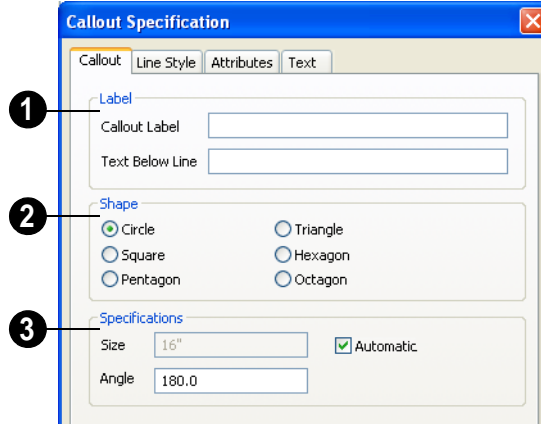 Callout Specification
Callout Line Style Attributes Text
1
Label
Callout Label
Text Below Line
2
Shape
Circle Triangle
Square Hexagon
Pentagon Octagon
3
Specifications
Size 16" Automatic
Angle 180.0